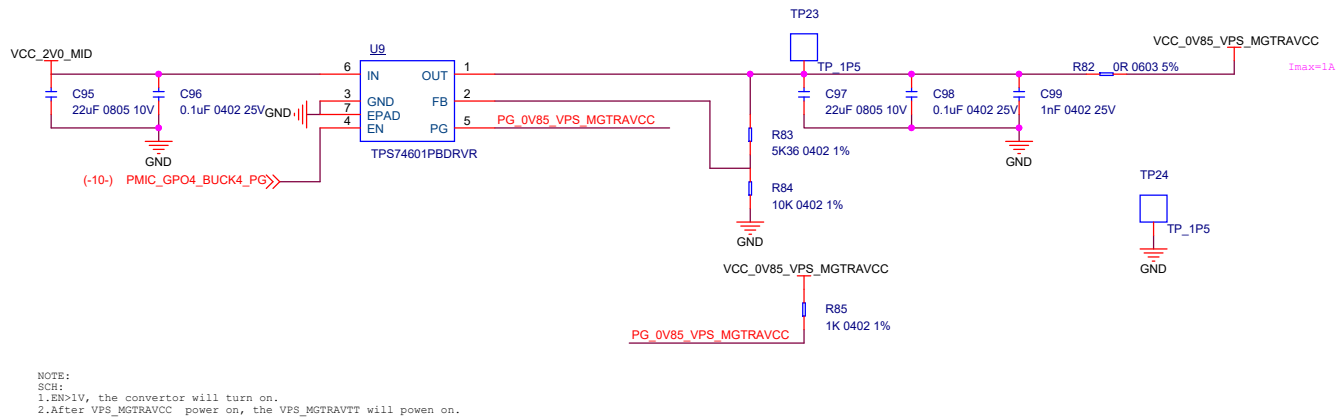 TP23
VCC_2V0_MID
U9
VCC_0V85_VPS_MGTRAVCC
6 IN OUT 1
TP_1P5
R82 0R 0603 5%
Imax=1A
C95
22uF 0805 10V
C96
0.1uF 0402 25V
GND
3 GND FB 2
7 EPAD
4 EN PG 5
PG_0V85_VPS_MGTRAVCC
C97
22uF 0805 10V
C98
0.1uF 0402 25V
C99
1nF 0402 25V
R83
5K36 0402 1%
TPS74601PBDRVR
GND
GND
(-10-) PMIC_GPO4_BUCK4_PG
R84
10K 0402 1%
TP24
TP_1P5
GND
GND
VCC_0V85_VPS_MGTRAVCC
R85
1K 0402 1%
PG_0V85_VPS_MGTRAVCC
NOTE:
SCH:
1.EN>1V, the convertor will turn on.
2.After VPS_MGTRAVCC power on, the VPS_MGTRAVTT will powen on.